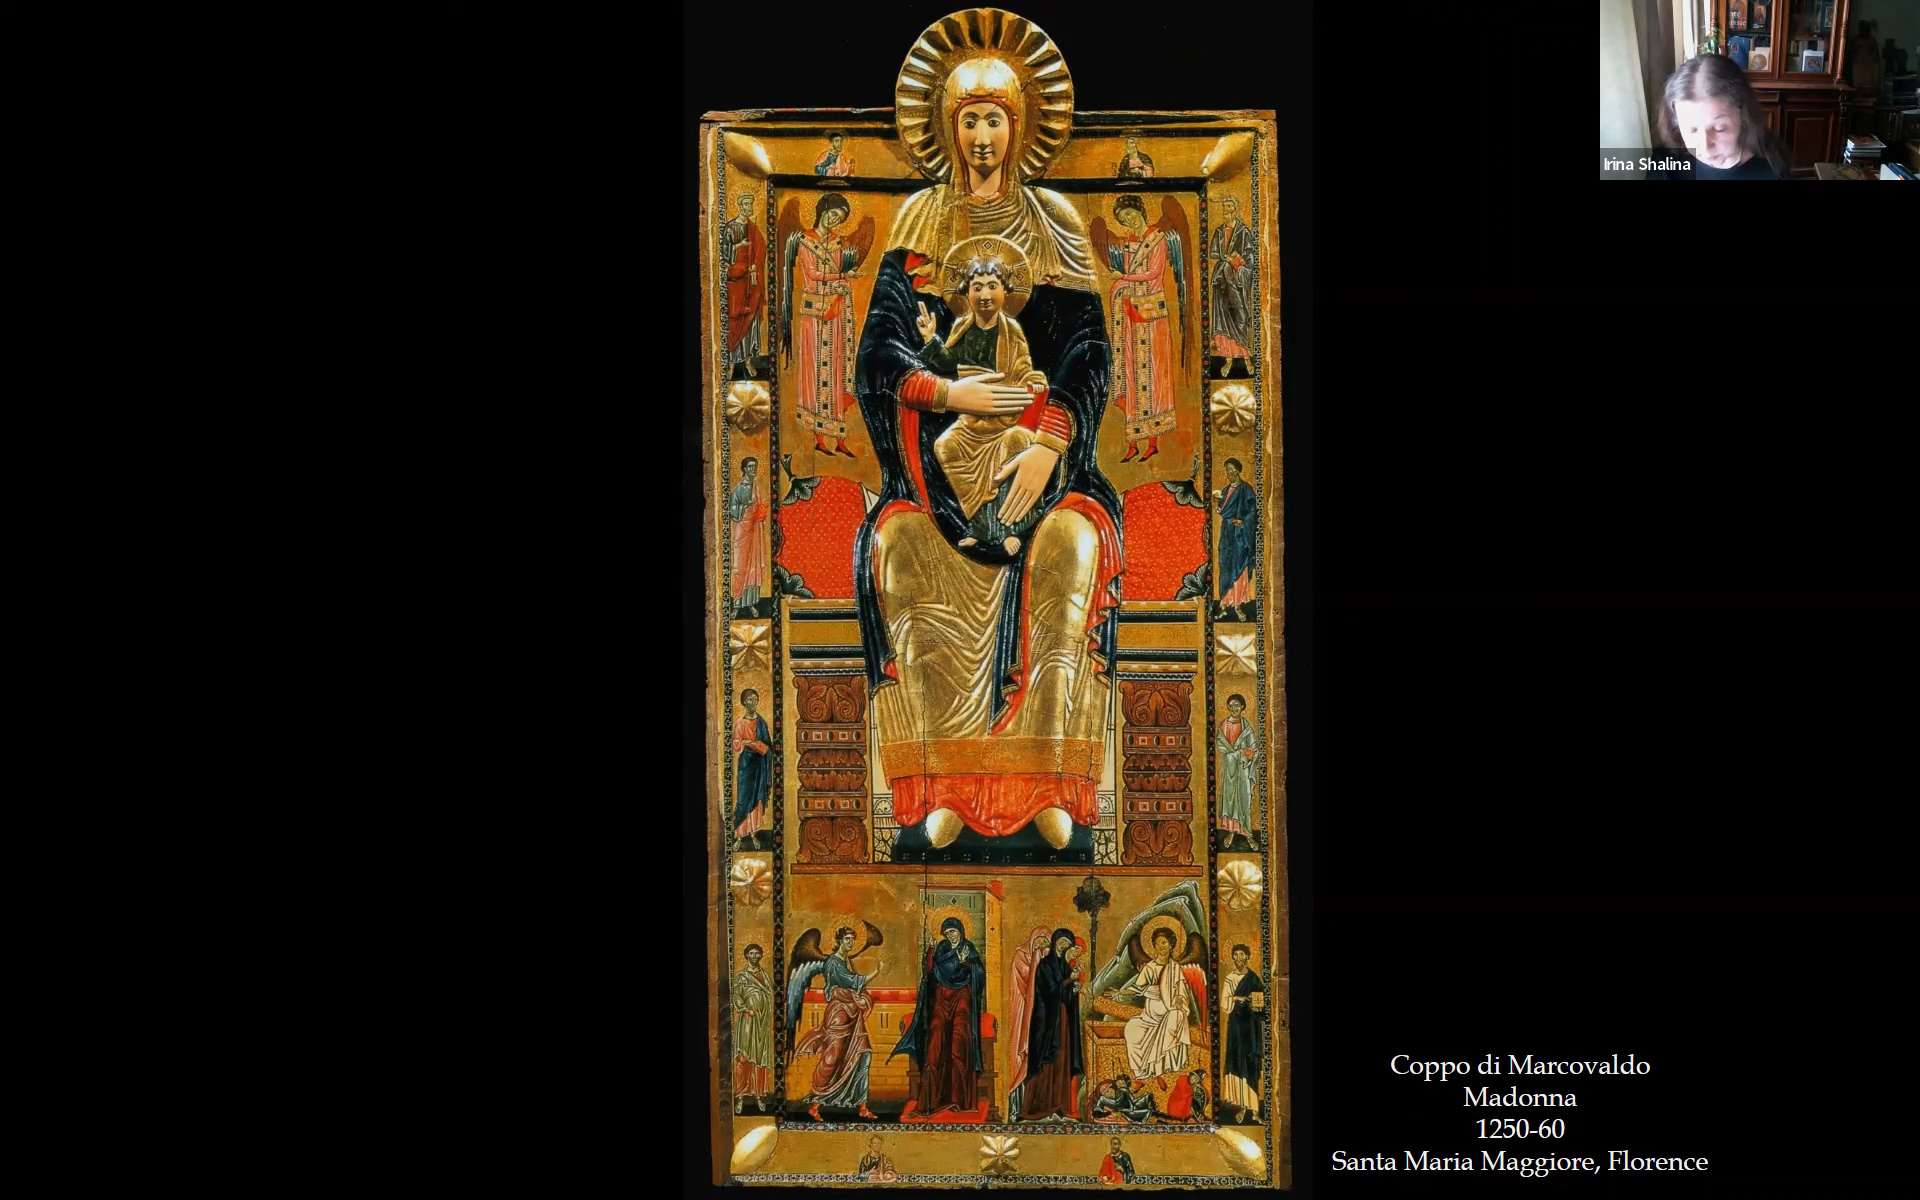 Irina Shalina
Coppo di Marcovaldo
Madonna
1250-60
Santa Maria Maggiore, Florence